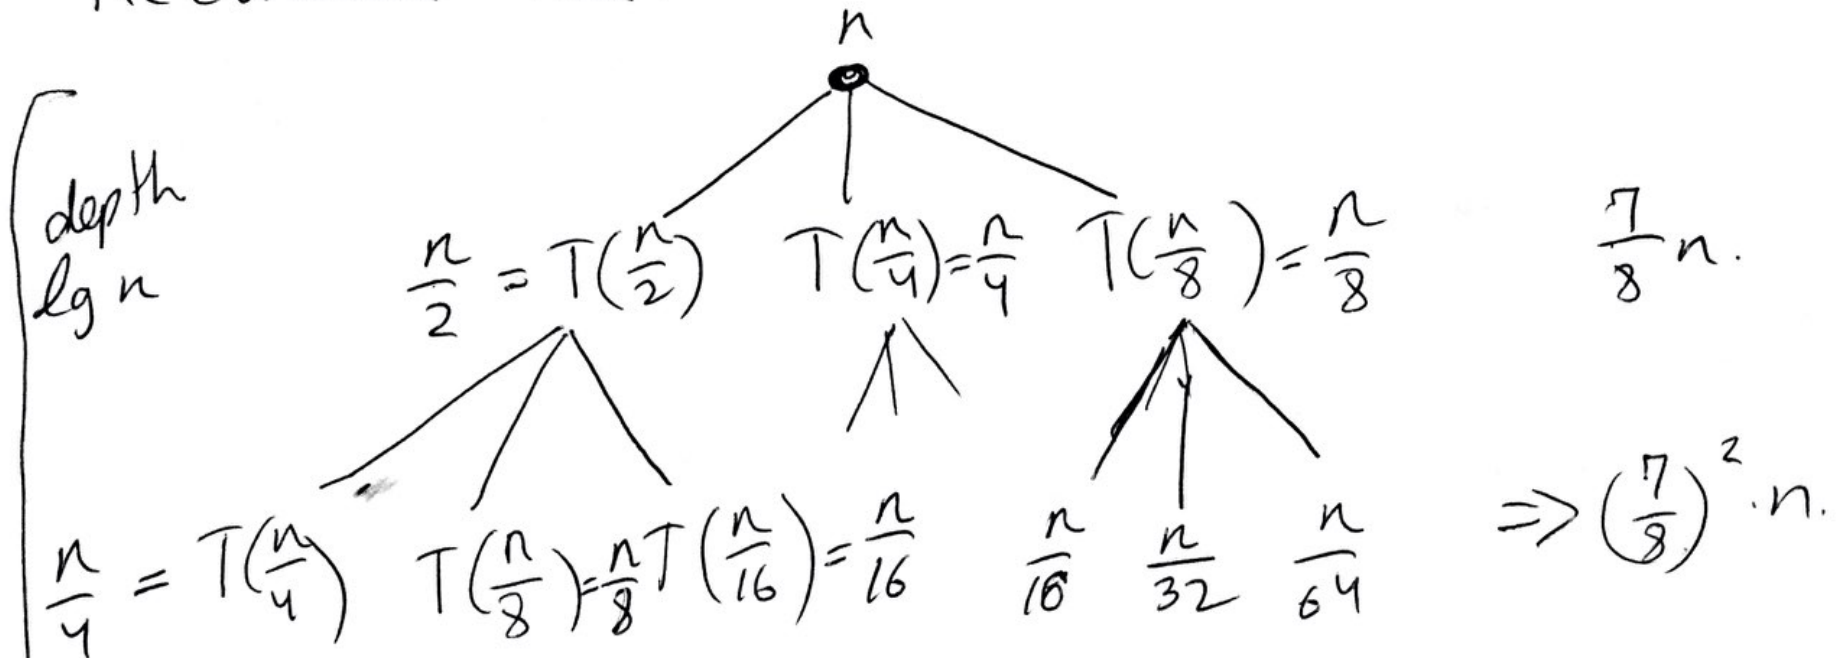 n
depth
lg n
n/2 = T(n/2) T(n/4) = n/4 T(n/8) = n/8 7/8 n.
n/4 = T(n/4) T(n/8) = n/8 T(n/16) = n/16 n/16 n/32 n/64 ⇒ (7/8)² · n.